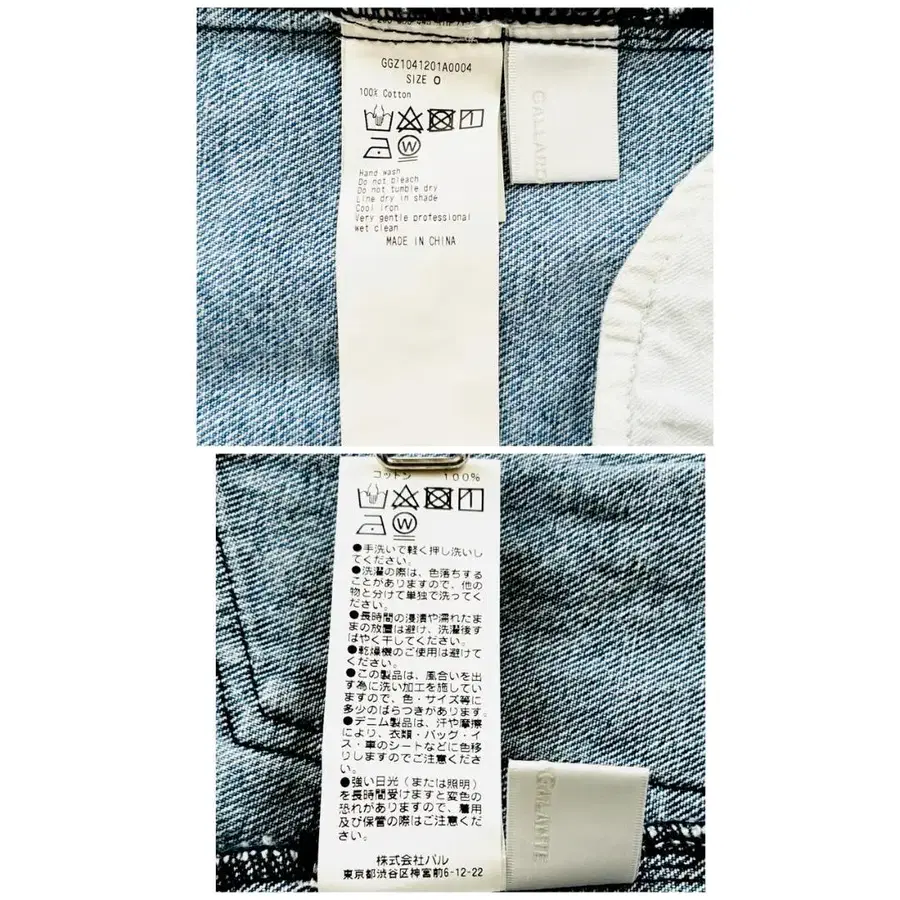 GGZ1041201A0004
SIZE 0
100% Cotton
W
Hand wash
Do not bleach
Do not tumble dry
Line dry in shade
Cool iron
Very gentle professional
wet clean
MADE IN CHINA
コットン 100%
W
●手洗いで軽く押し洗いし
てください。
●洗濯の際は、色落ちする
ことがありますので、他の
物と分けて単独で洗ってく
ださい。
●長時間の浸漬や濡れたま
まの放置は避け、洗濯後す
ばやく干してください。
●乾燥機のご使用は避けて
ください。
●この製品は、風合いを出
す為に洗い加工を施してい
ますので、色・サイズ等に
多少のばらつきがあります。
●デニム製品は、汗や摩擦
により、衣類・バッグ・イ
ス・車のシートなどに色移
りしますのでご注意くださ
い。
●強い日光（または照明）
を長時間受けますと変色の
恐れがありますので、着用
及び保管の際はご注意くだ
さい。
株式会社パル
東京都渋谷区神宮前6-12-22